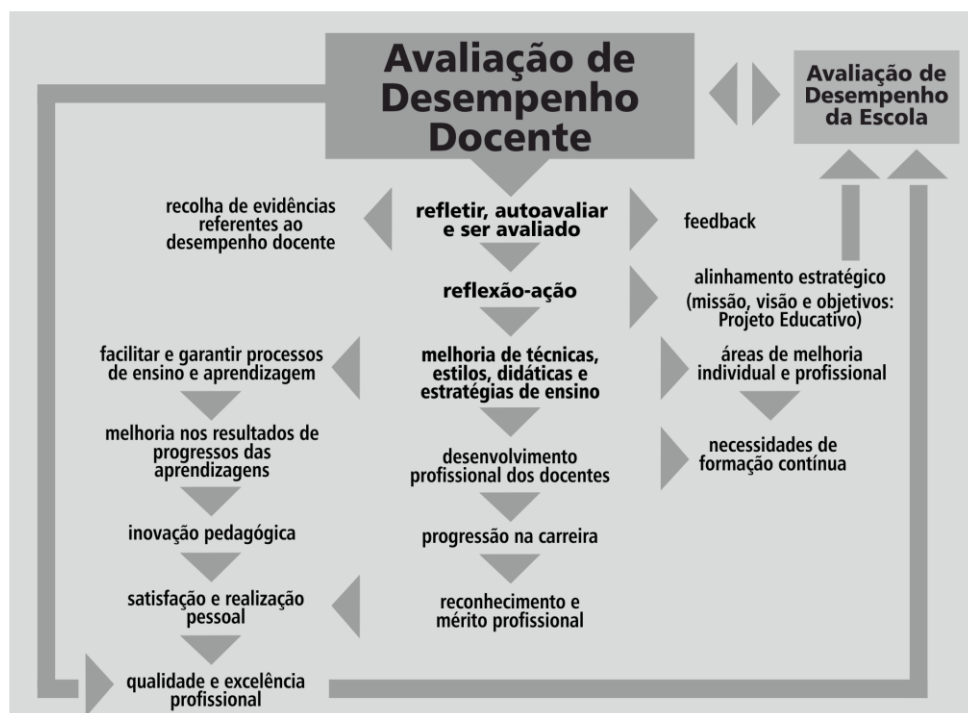 Avaliação de
Desempenho
Docente
Avaliação de
Desempenho
da Escola
recolha de evidências
referentes ao
desempenho docente
refletir, autoavaliar
e ser avaliado
feedback
reflexão-ação
alinhamento estratégico
(missão, visão e objetivos:
Projeto Educativo)
facilitar e garantir processos
de ensino e aprendizagem
melhoria de técnicas,
estilos, didáticas e
estratégias de ensino
áreas de melhoria
individual e profissional
melhoria nos resultados de
progressos das
aprendizagens
desenvolvimento
profissional dos docentes
necessidades de
formação contínua
inovação pedagógica
progressão na carreira
satisfação e realização
pessoal
reconhecimento e
mérito profissional
qualidade e excelência
profissional